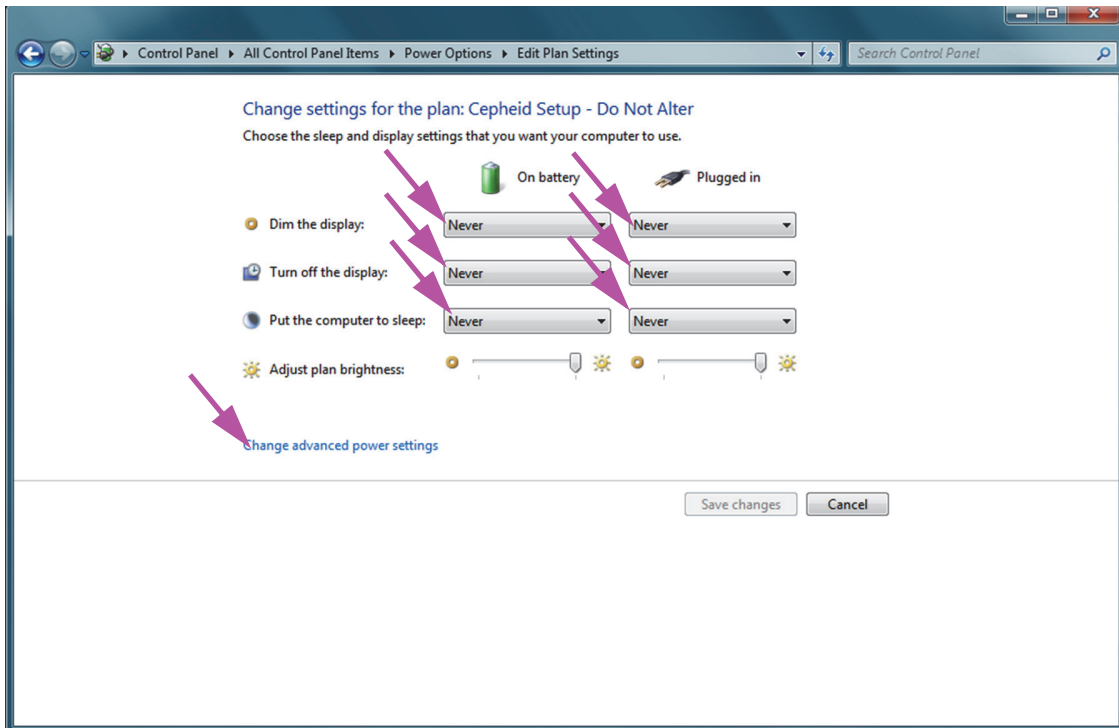 Control Panel All Control Panel Items Power Options Edit Plan Settings Search Control Panel
Change settings for the plan: Cepheid Setup - Do Not Alter
Choose the sleep and display settings that you want your computer to use.
On battery Plugged in
Dim the display: Never Never
Turn off the display: Never Never
Put the computer to sleep: Never Never
Adjust plan brightness:
Change advanced power settings
Save changes Cancel